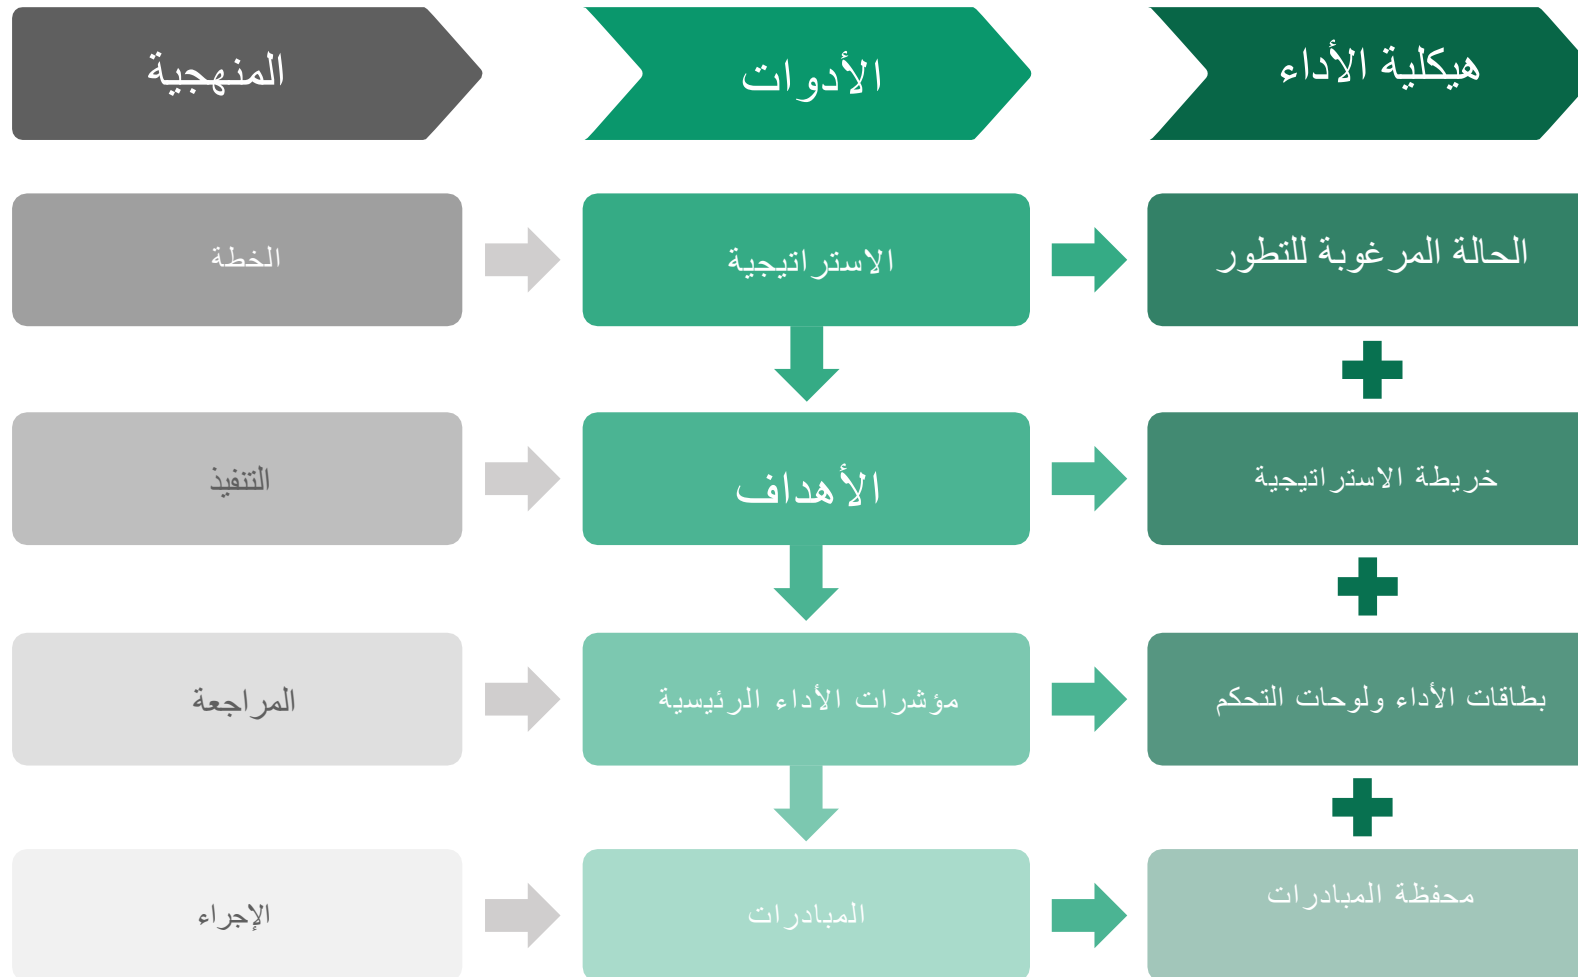 المنهجية
الأدوات
هيكلية الأداء
الخطة
الاستراتيجية
الحالة المرغوبة للتطور
التنفيذ
الأهداف
خريطة الاستراتيجية
المراجعة
مؤشرات الأداء الرئيسية
بطاقات الأداء ولوحات التحكم
الإجراء
المبادرات
محفظة المبادرات